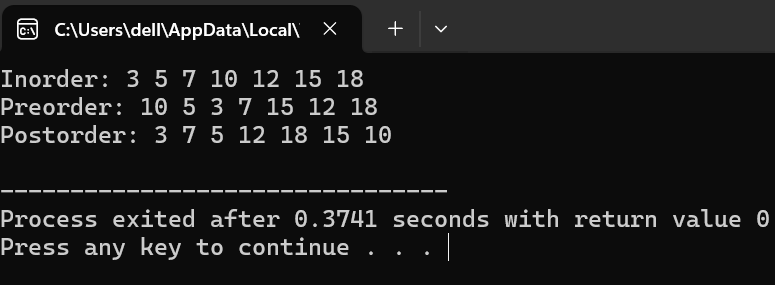 C:\Users\dell\AppData\Local\
Inorder: 3 5 7 10 12 15 18
Preorder: 10 5 3 7 15 12 18
Postorder: 3 7 5 12 18 15 10
--------------------------------
Process exited after 0.3741 seconds with return value 0
Press any key to continue . . .